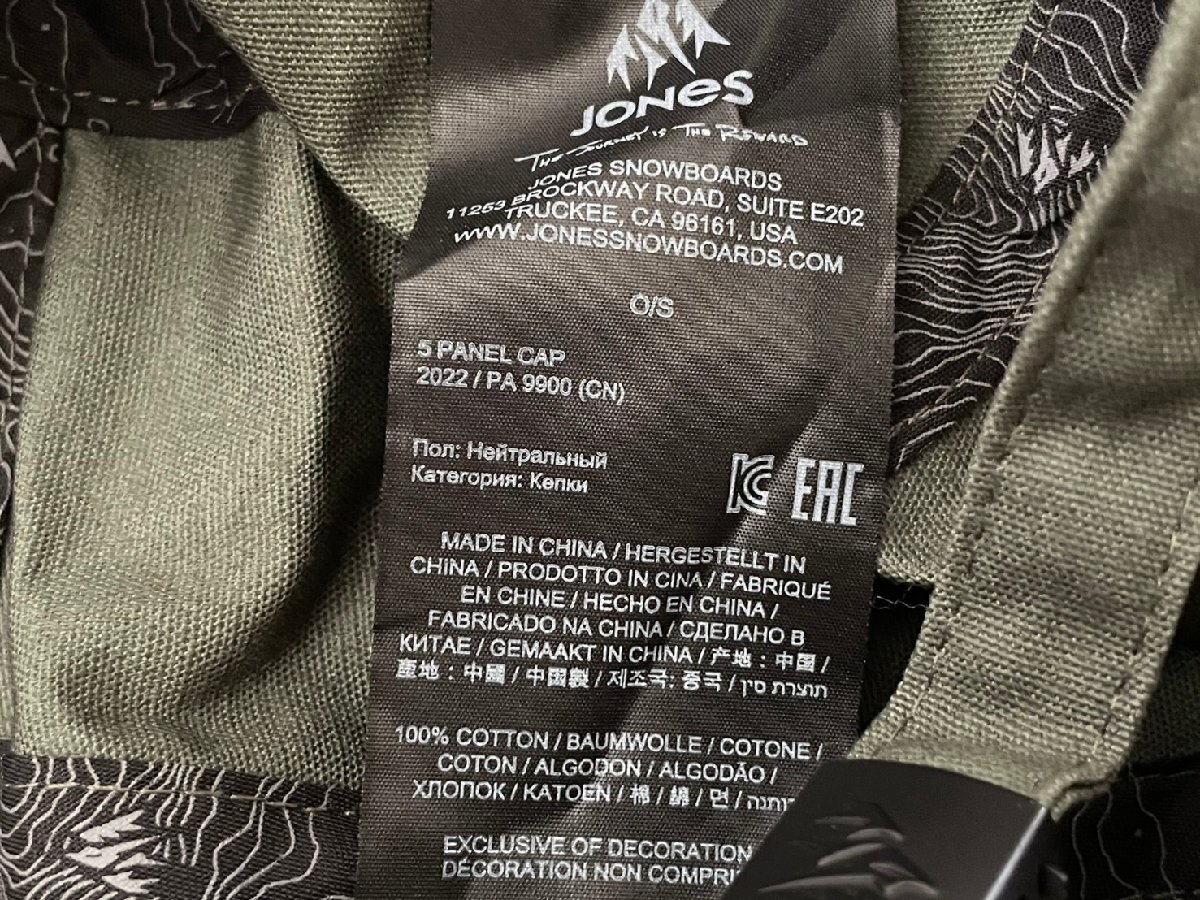 JONES
THE JOURNEY IS THE REWARD
JONES SNOWBOARDS
11253 BROCKWAY ROAD, SUITE E202
TRUCKEE, CA 96161, USA
WWW.JONESSNOWBOARDS.COM
O/S
5 PANEL CAP
2022 / PA 9900 (CN)
Пол: Нейтральный
Категория: Кепки
KC EAC
MADE IN CHINA / HERGESTELLT IN
CHINA / PRODOTTO IN CINA / FABRIQUÉ
EN CHINE / HECHO EN CHINA /
FABRICADO NA CHINA / СДЕЛАНО В
КИТАЕ / GEMAAKT IN CHINA / 产地：中国 /
産地：中國 / 中国製 / 제조국: 중국 / תוצרת סין
100% COTTON / BAUMWOLLE / COTONE /
COTON / ALGODON / ALGODÃO /
ХЛОПОК / KATOEN / 棉 / 綿 / 면 /
EXCLUSIVE OF DECORATION
DÉCORATION NON COMPRI